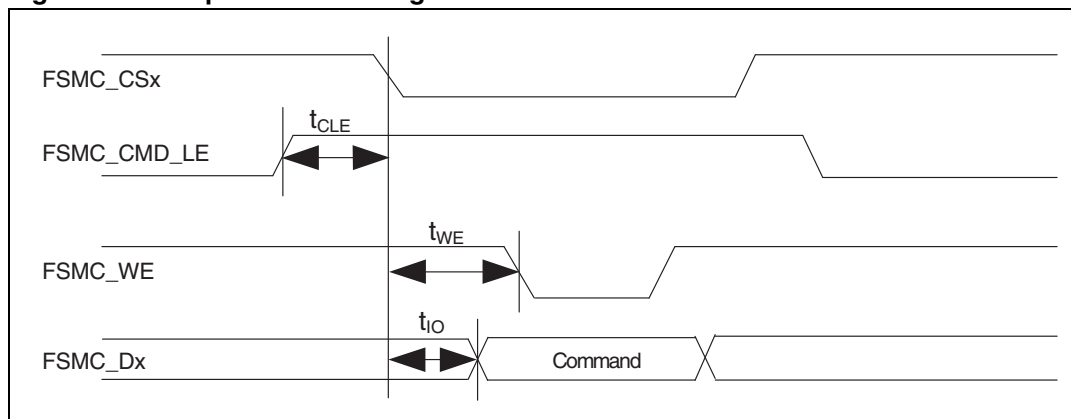 FSMC_CSx
tCLE
FSMC_CMD_LE
tWE
FSMC_WE
tIO
FSMC_Dx
Command